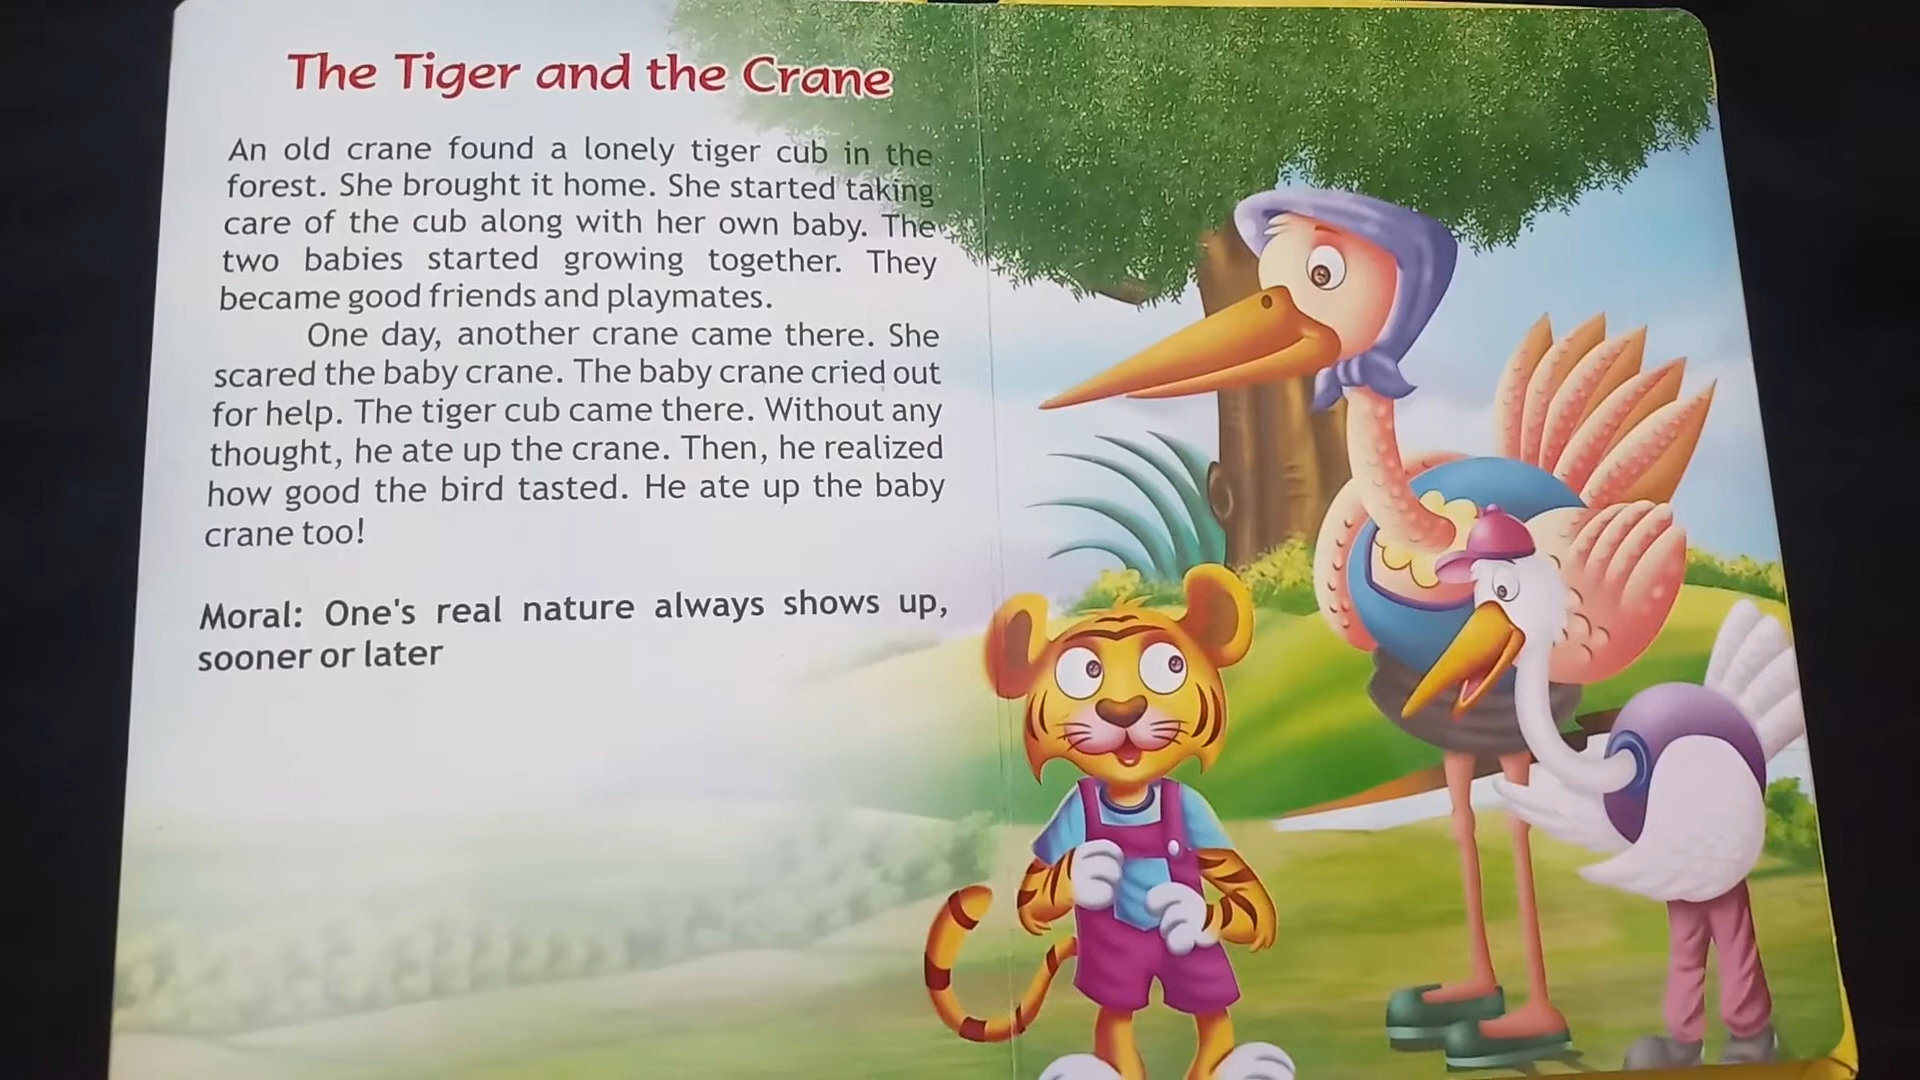 The Tiger and the Crane
An old crane found a lonely tiger cub in the
forest. She brought it home. She started taking
care of the cub along with her own baby. The
two babies started growing together. They
became good friends and playmates.
One day, another crane came there. She
scared the baby crane. The baby crane cried out
for help. The tiger cub came there. Without any
thought, he ate up the crane. Then, he realized
how good the bird tasted. He ate up the baby
crane too!
Moral: One's real nature always shows up,
sooner or later